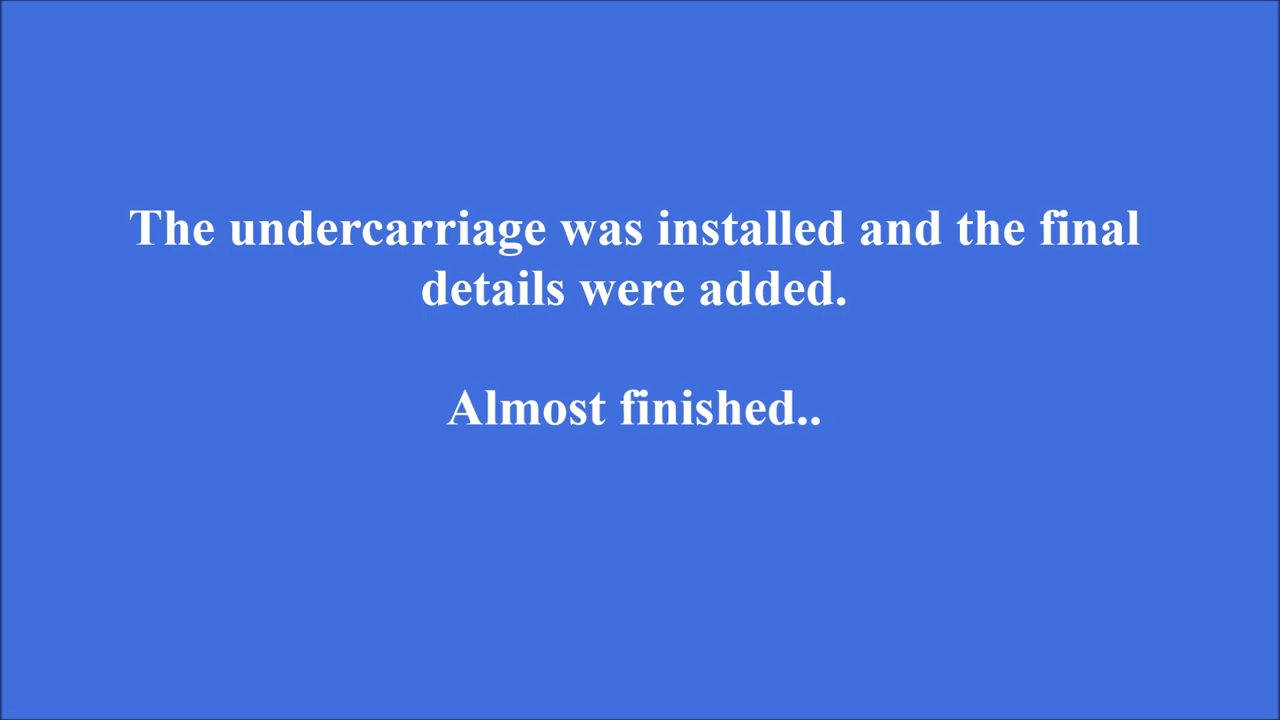 The undercarriage was installed and the final
details were added.
Almost finished..